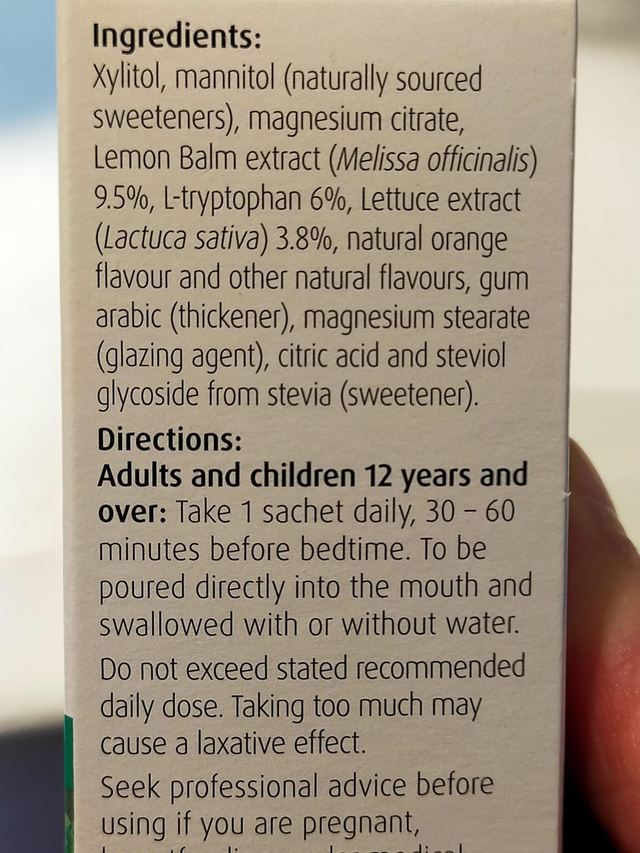 Ingredients:
Xylitol, mannitol (naturally sourced
sweeteners), magnesium citrate,
Lemon Balm extract (Melissa officinalis)
9.5%, L-tryptophan 6%, Lettuce extract
(Lactuca sativa) 3.8%, natural orange
flavour and other natural flavours, gum
arabic (thickener), magnesium stearate
(glazing agent), citric acid and steviol
glycoside from stevia (sweetener).
Directions:
Adults and children 12 years and
over: Take 1 sachet daily, 30 – 60
minutes before bedtime. To be
poured directly into the mouth and
swallowed with or without water.
Do not exceed stated recommended
daily dose. Taking too much may
cause a laxative effect.
Seek professional advice before
using if you are pregnant,